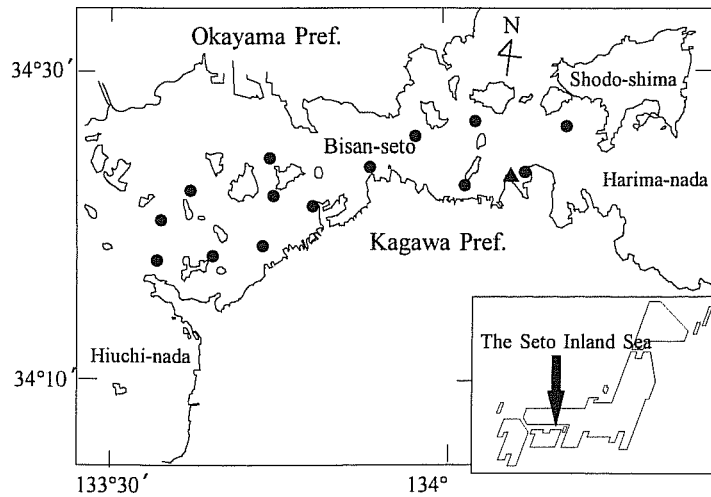 Okayama Pref.
N
34°30′
Shodo-shima
Bisan-seto
Harima-nada
Kagawa Pref.
The Seto Inland Sea
Hiuchi-nada
34°10′
133°30′
134°